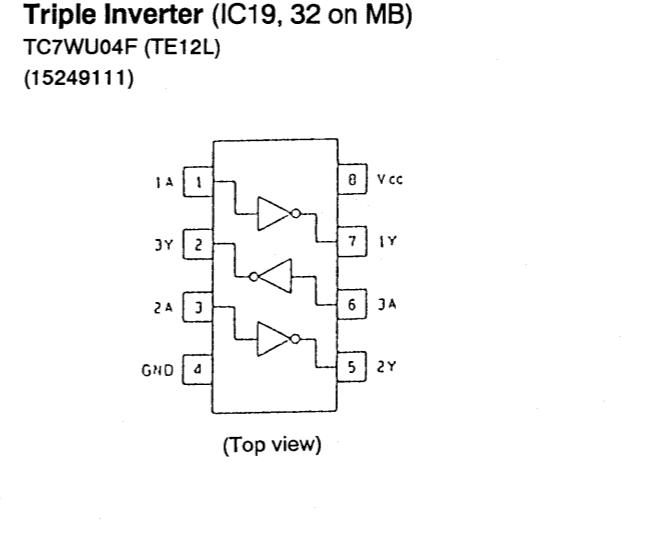 Triple Inverter (IC19, 32 on MB)
TC7WU04F (TE12L)
(15249111)
1A 1 8 Vcc
3Y 2 7 1Y
2A 3 6 3A
GND 4 5 2Y
(Top view)